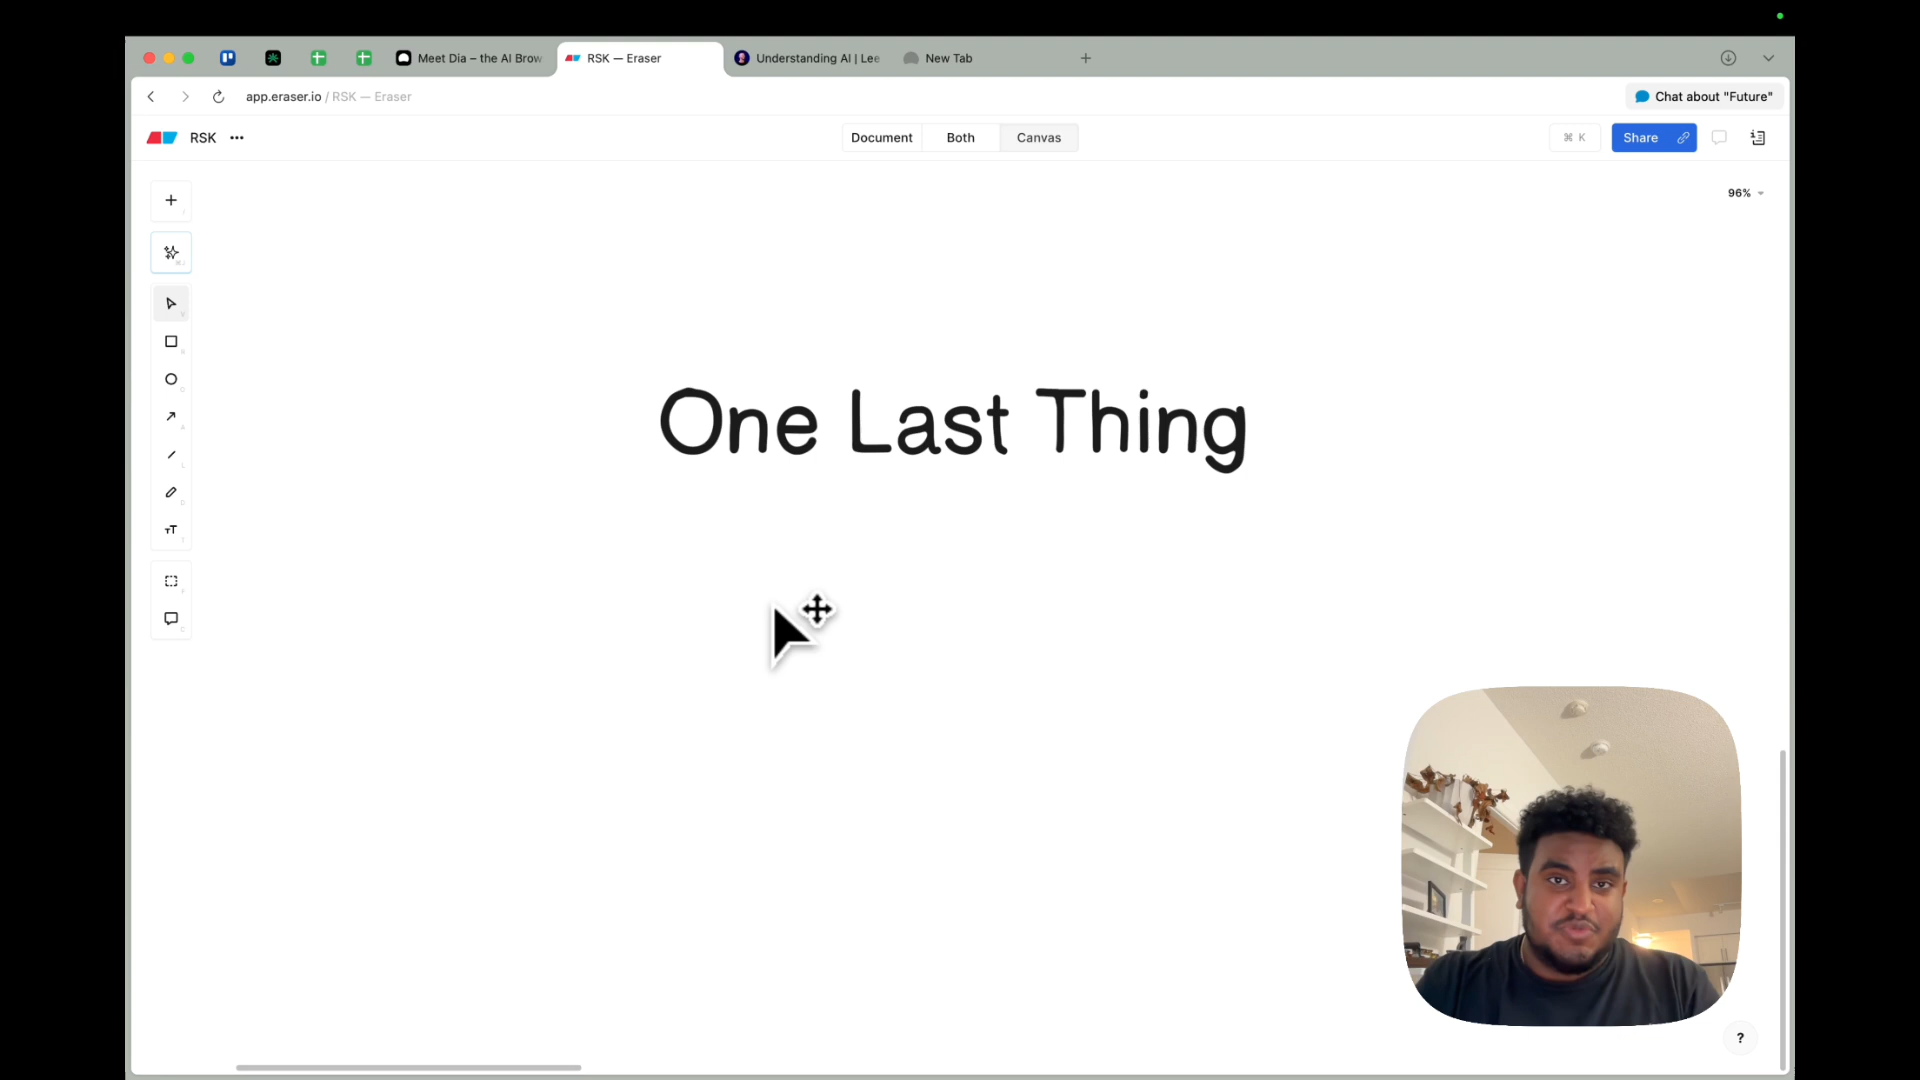 Meet Dia – the AI Brow
RSK — Eraser
Understanding AI | Lee
New Tab
app.eraser.io / RSK — Eraser
Chat about "Future"
RSK
Document
Both
Canvas
⌘ K
Share
96%
One Last Thing
?